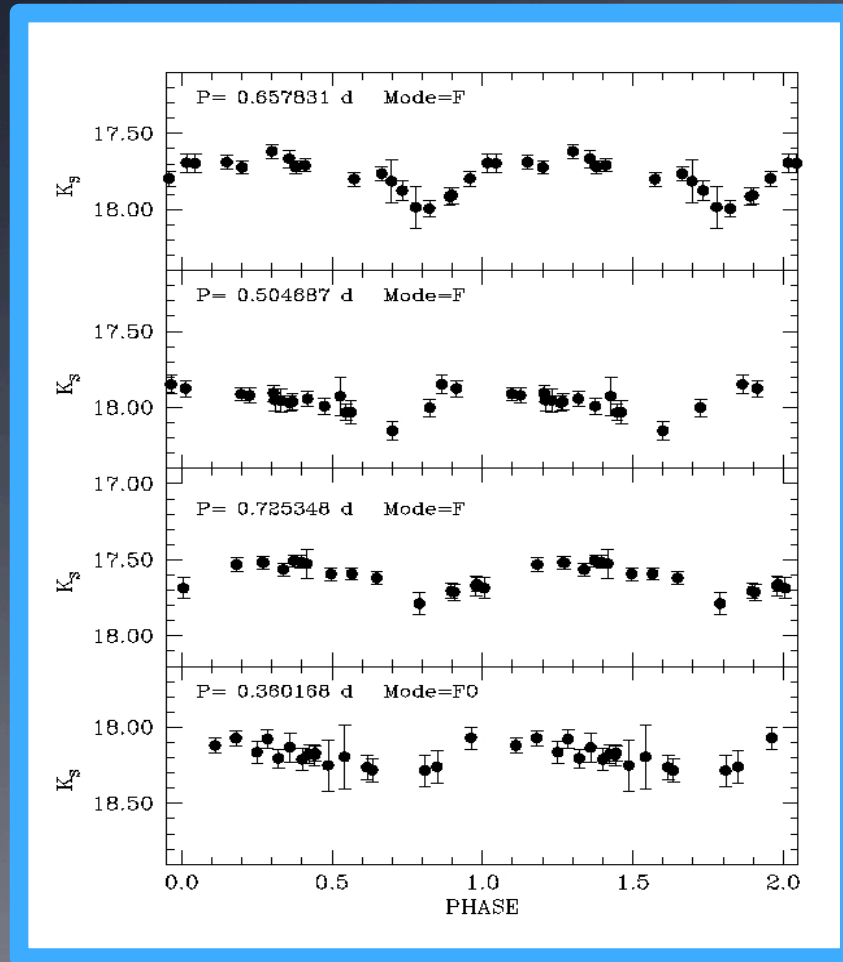 P= 0.657831 d Mode=F
17.50
K_s
18.00
P= 0.504687 d Mode=F
17.50
K_s
18.00
17.00
P= 0.725348 d Mode=F
17.50
K_s
18.00
P= 0.360168 d Mode=FO
18.00
K_s
18.50
0.0 0.5 1.0 1.5 2.0
PHASE